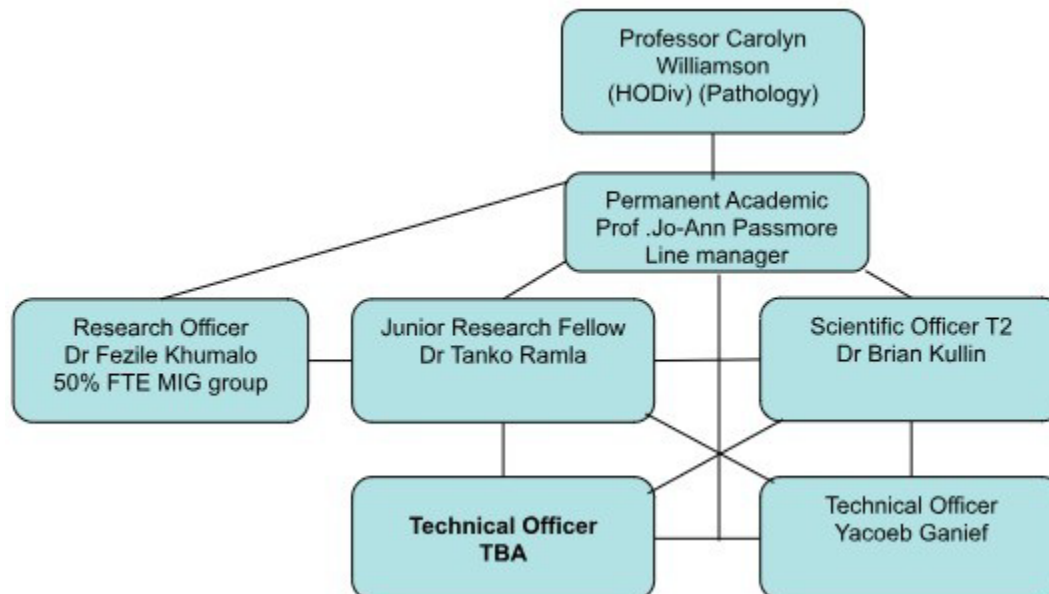 Professor Carolyn
Williamson
(HODiv) (Pathology)
Permanent Academic
Prof .Jo-Ann Passmore
Line manager
Research Officer
Dr Fezile Khumalo
50% FTE MIG group
Junior Research Fellow
Dr Tanko Ramla
Scientific Officer T2
Dr Brian Kullin
Technical Officer
TBA
Technical Officer
Yacoeb Ganief